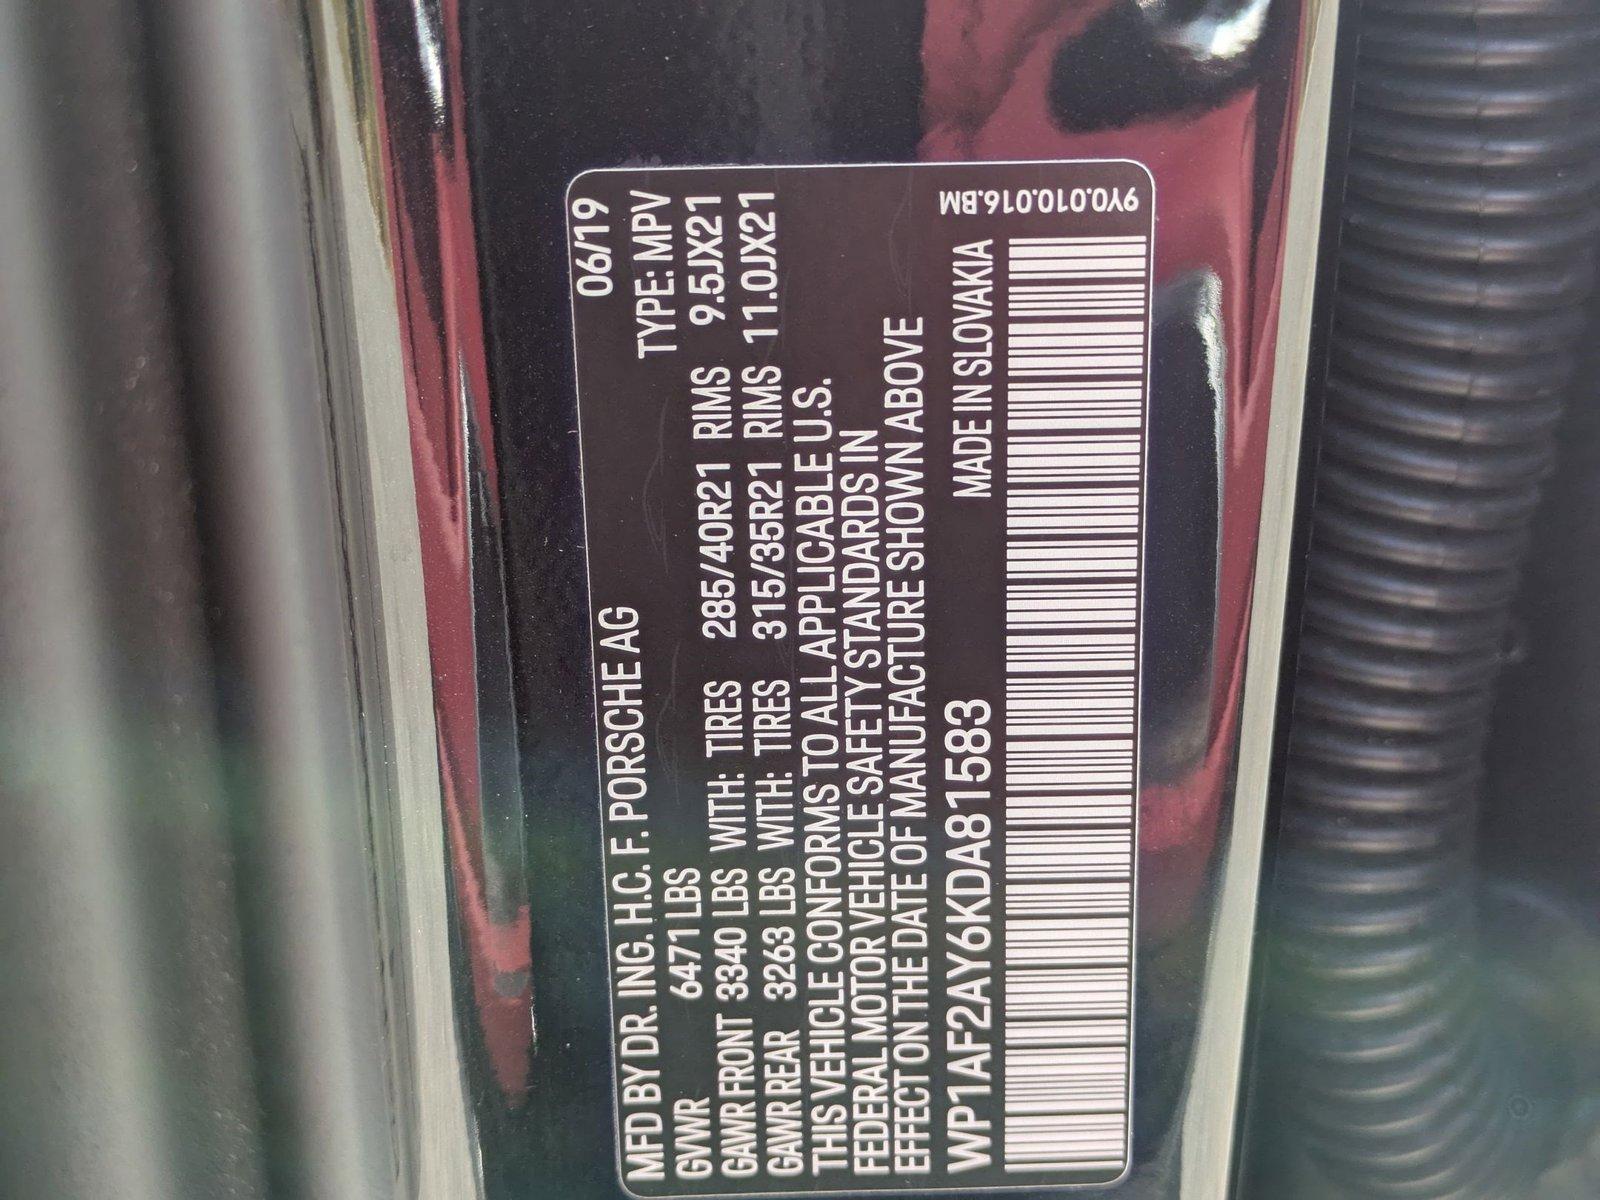 06/19
MFD BY DR. ING. H.C. F. PORSCHE AG
GVWR 6471 LBS TYPE: MPV
GAWR FRONT 3340 LBS WITH: TIRES 285/40R21 RIMS 9.5JX21
GAWR REAR 3263 LBS WITH: TIRES 315/35R21 RIMS 11.0JX21
THIS VEHICLE CONFORMS TO ALL APPLICABLE U.S.
FEDERAL MOTOR VEHICLE SAFETY STANDARDS IN
EFFECT ON THE DATE OF MANUFACTURE SHOWN ABOVE
WP1AF2AY6KDA81583 MADE IN SLOVAKIA
9Y0.010.016.BM